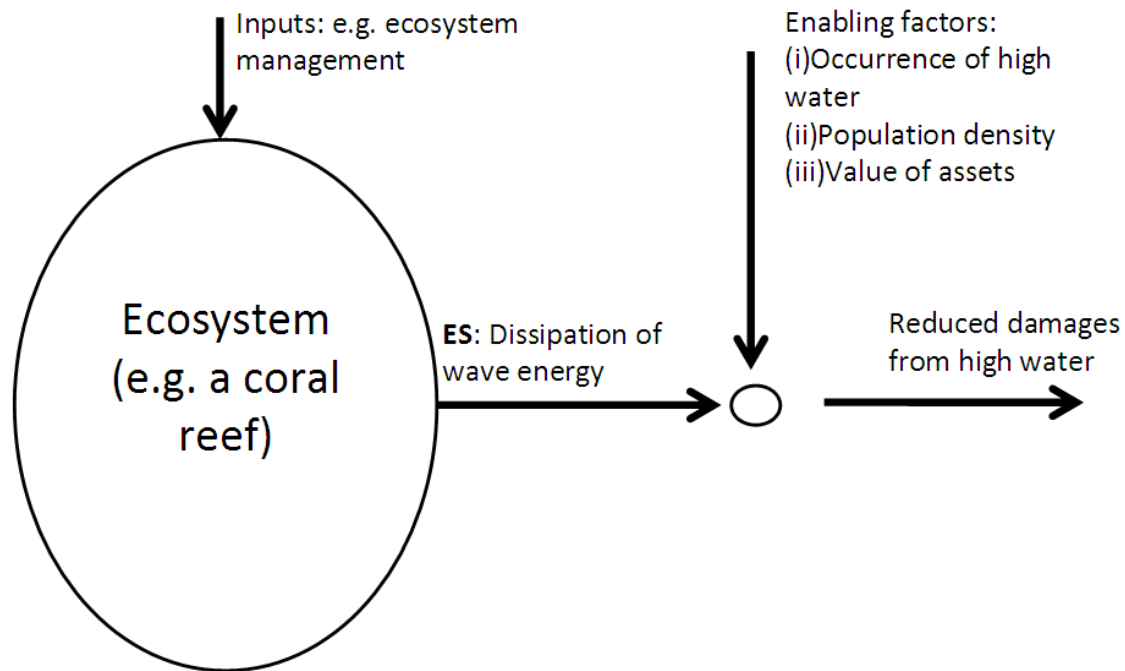 Inputs: e.g. ecosystem
management
Enabling factors:
(i)Occurrence of high
water
(ii)Population density
(iii)Value of assets
Ecosystem
(e.g. a coral
reef)
ES: Dissipation of
wave energy
Reduced damages
from high water